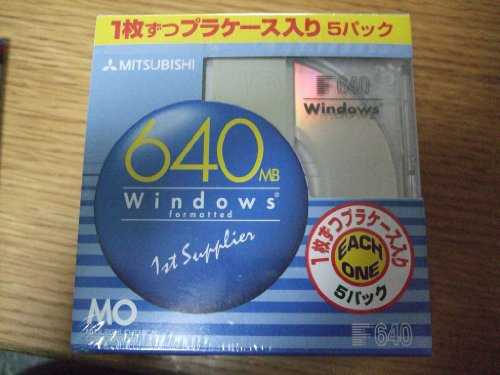 1枚ずつプラケース入り 5パック
MITSUBISHI
640MB
Windows®
formatted
1st Supplier
640
Windows®
1枚ずつプラケース入り
EACH
ONE
5パック
MO
640